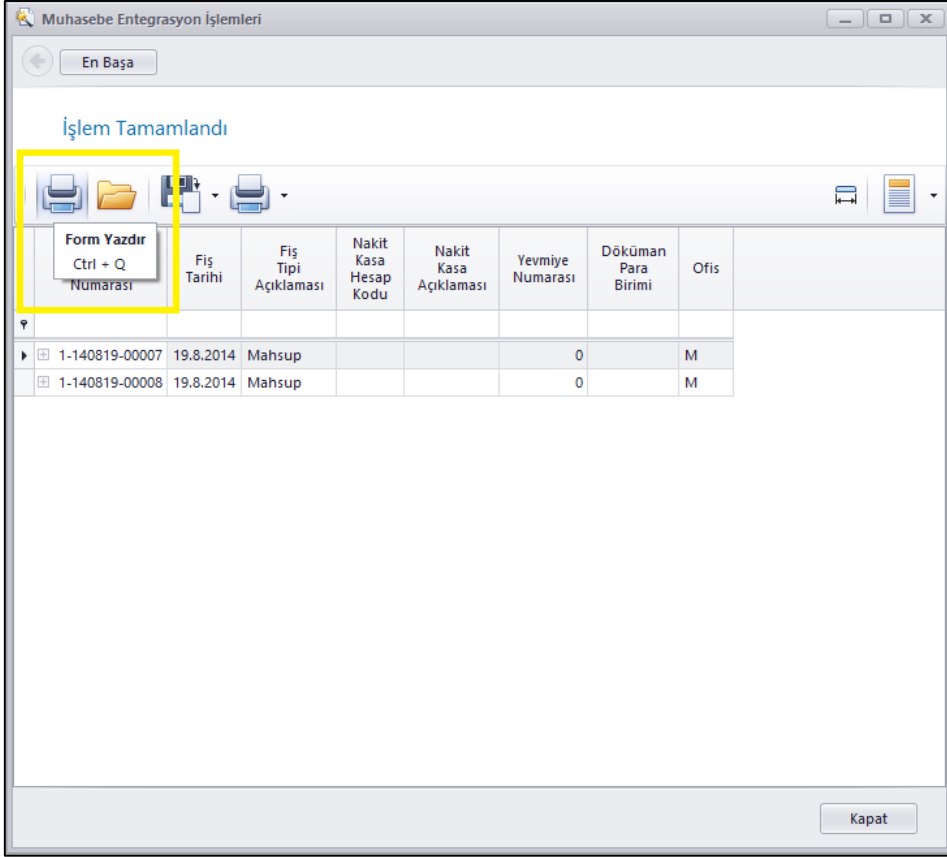 Muhasebe Entegrasyon İşlemleri
En Başa
İşlem Tamamlandı
Form Yazdır
Ctrl + Q
Numarası
Fiş
Tarihi
Fiş
Tipi
Açıklaması
Nakit
Kasa
Hesap
Kodu
Nakit
Kasa
Açıklaması
Yevmiye
Numarası
Döküman
Para
Birimi
Ofis
1-140819-00007 19.8.2014 Mahsup 0 M
1-140819-00008 19.8.2014 Mahsup 0 M
Kapat